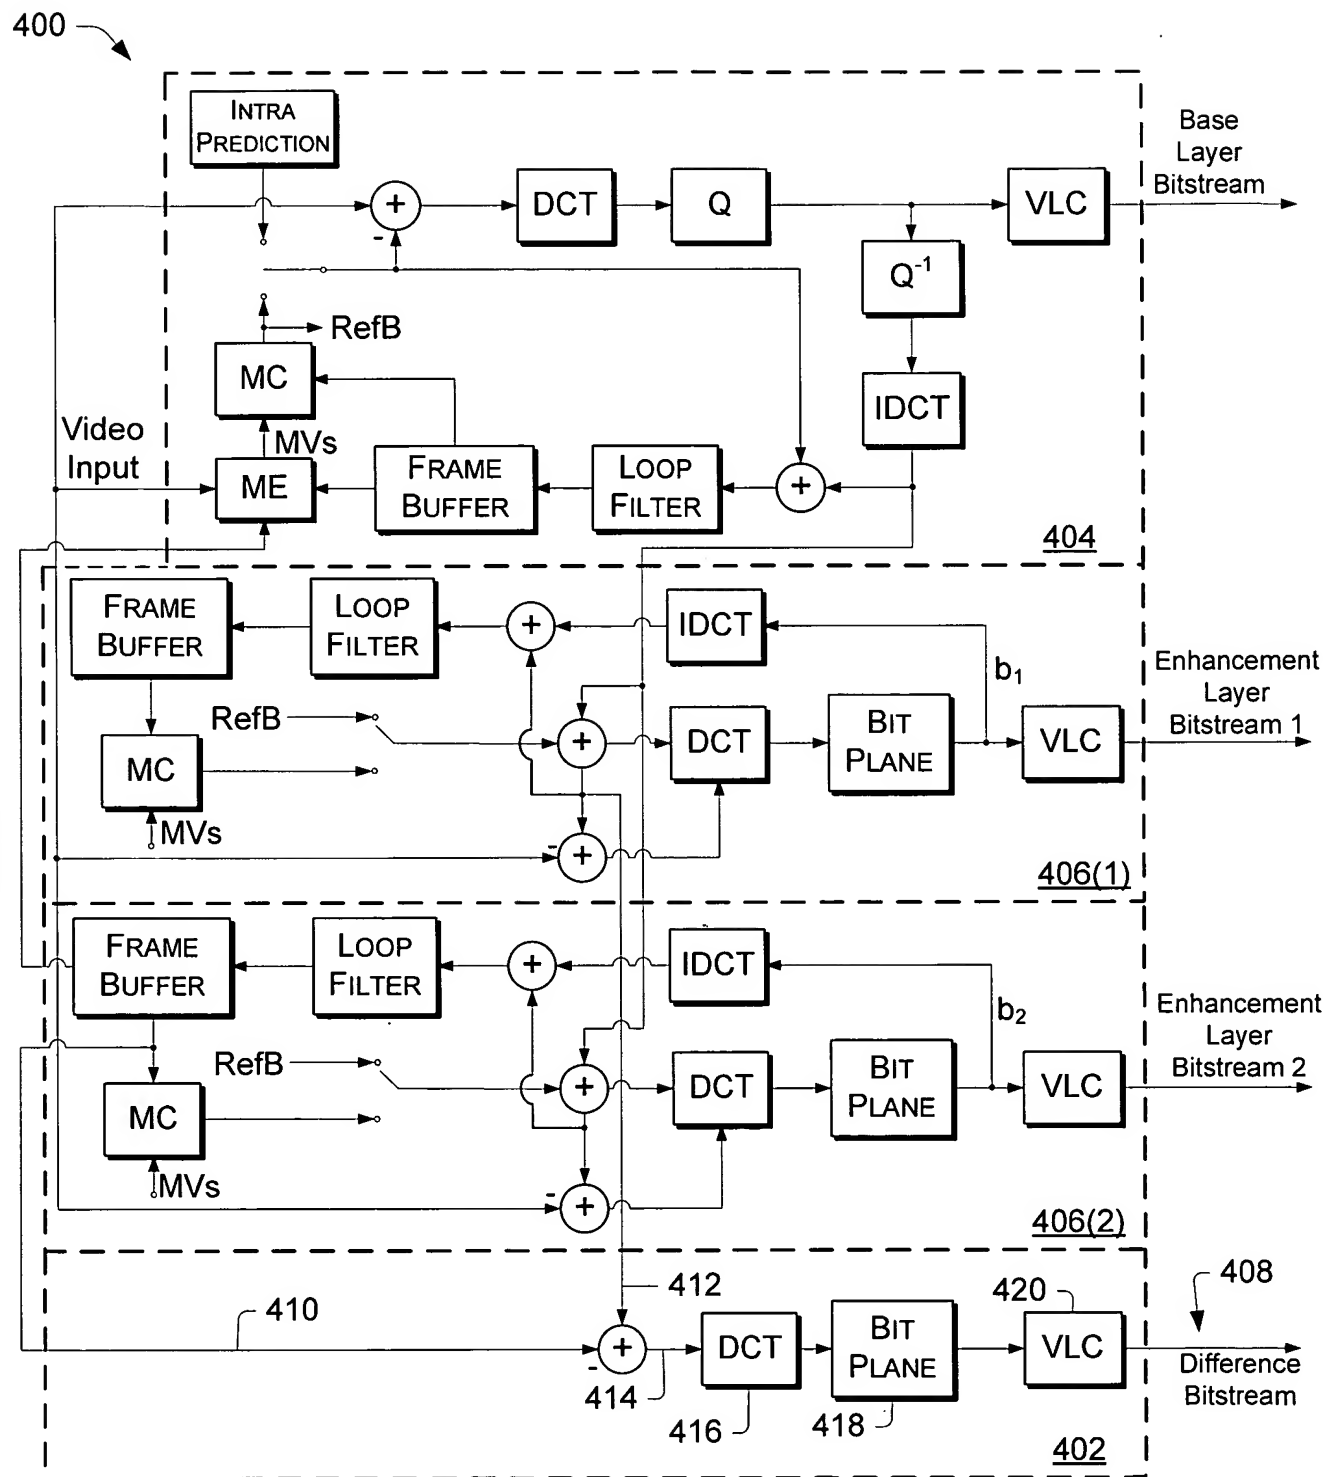 400
INTRA
PREDICTION
Base
Layer
Bitstream
+
-
DCT
Q
VLC
Q-1
RefB
MC
IDCT
Video
Input
MVs
ME
FRAME
BUFFER
LOOP
FILTER
+
404
FRAME
BUFFER
LOOP
FILTER
+
IDCT
b1
Enhancement
Layer
Bitstream 1
RefB
MC
+
DCT
BIT
PLANE
VLC
MVs
-
+
406(1)
FRAME
BUFFER
LOOP
FILTER
+
IDCT
b2
Enhancement
Layer
Bitstream 2
RefB
MC
+
DCT
BIT
PLANE
VLC
MVs
-
+
406(2)
410
412
420
408
-
+
DCT
BIT
PLANE
VLC
Difference
Bitstream
414
416
418
402